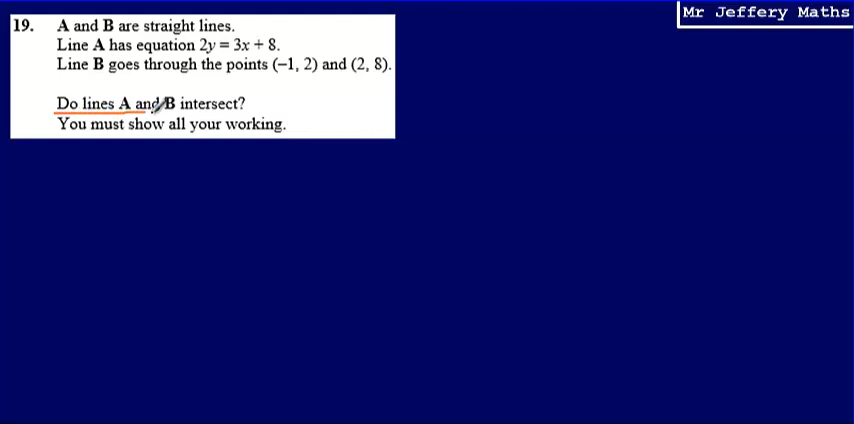 Mr Jeffery Maths
19. A and B are straight lines.
Line A has equation 2y = 3x + 8.
Line B goes through the points (−1, 2) and (2, 8).
Do lines A and B intersect?
You must show all your working.